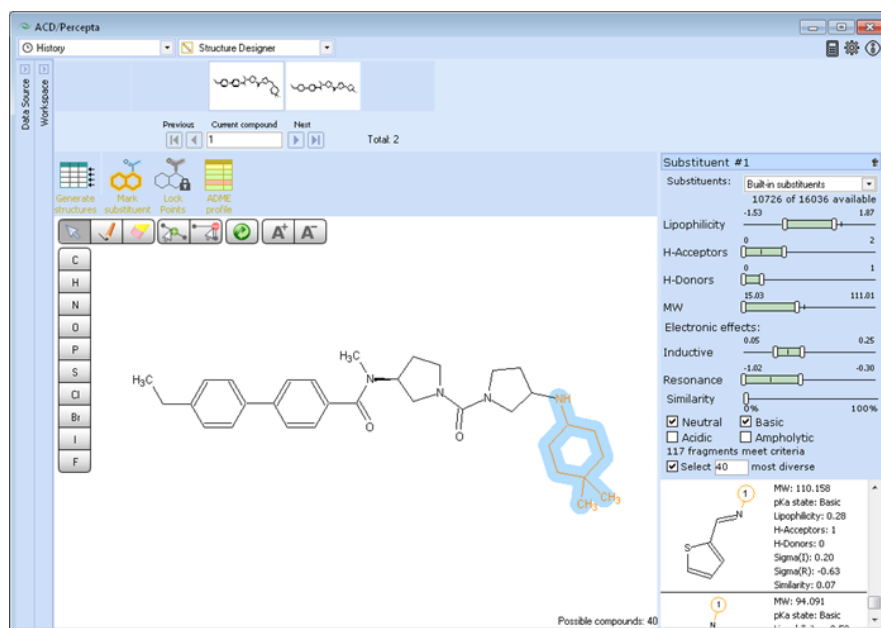 ACD/Percepta
History
Structure Designer
Data Source
Workspace
Previous
Current compound
Next
1
Total: 2
Generate structures
Mark substituent
Lock Points
ADME profile
A+
A-
C
H
N
O
P
S
Cl
Br
I
F
H3C
H3C
N
O
N
O
N
NH
CH3
CH3
Possible compounds: 40
Substituent #1
Substituents:
Built-in substituents
10726 of 16036 available
Lipophilicity
-1.53
1.87
H-Acceptors
0
2
H-Donors
0
1
MW
15.03
111.01
Electronic effects:
Inductive
0.05
0.25
Resonance
-1.02
-0.30
Similarity
0%
100%
Neutral
Basic
Acidic
Ampholytic
117 fragments meet criteria
Select 40 most diverse
1
N
S
MW: 110.158
pKa state: Basic
Lipophilicity: 0.28
H-Acceptors: 1
H-Donors: 0
Sigma(I): 0.20
Sigma(R): -0.63
Similarity: 0.07
1
MW: 94.091
pKa state: Basic